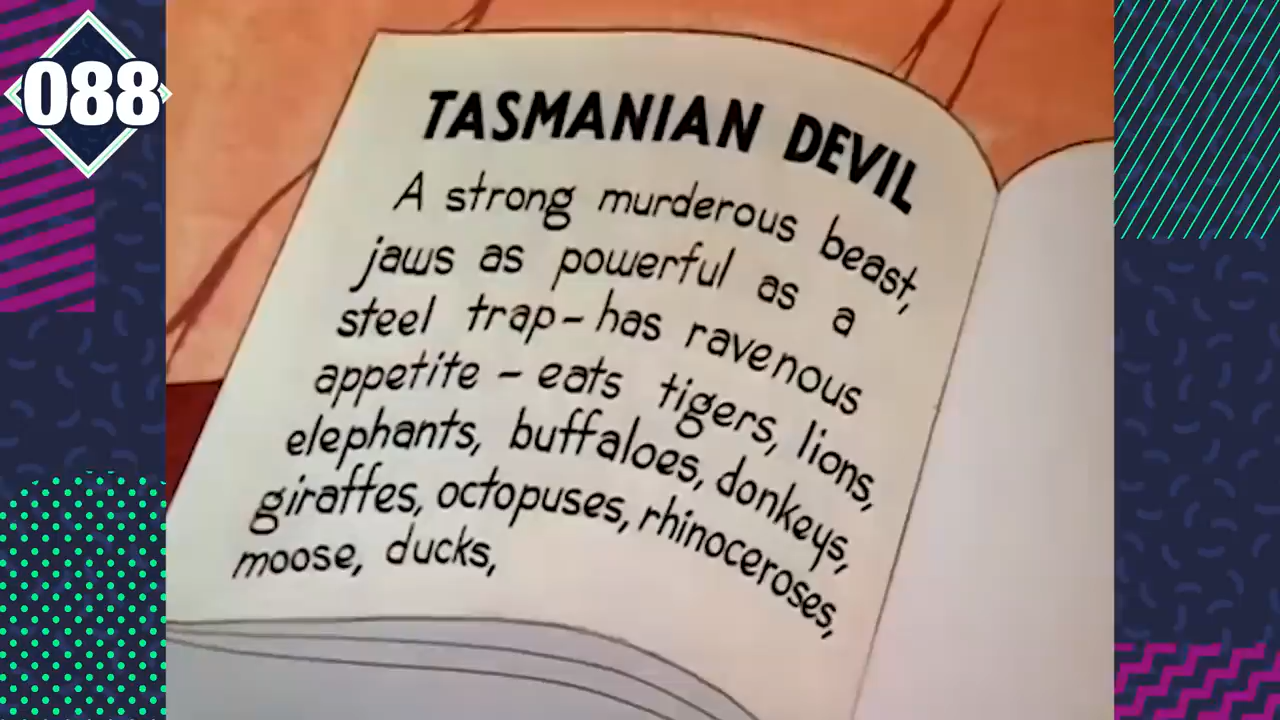 088
TASMANIAN DEVIL
A strong murderous beast,
jaws as powerful as a
steel trap-has ravenous
appetite - eats tigers, lions,
elephants, buffaloes, donkeys,
giraffes, octopuses, rhinoceroses,
moose, ducks,